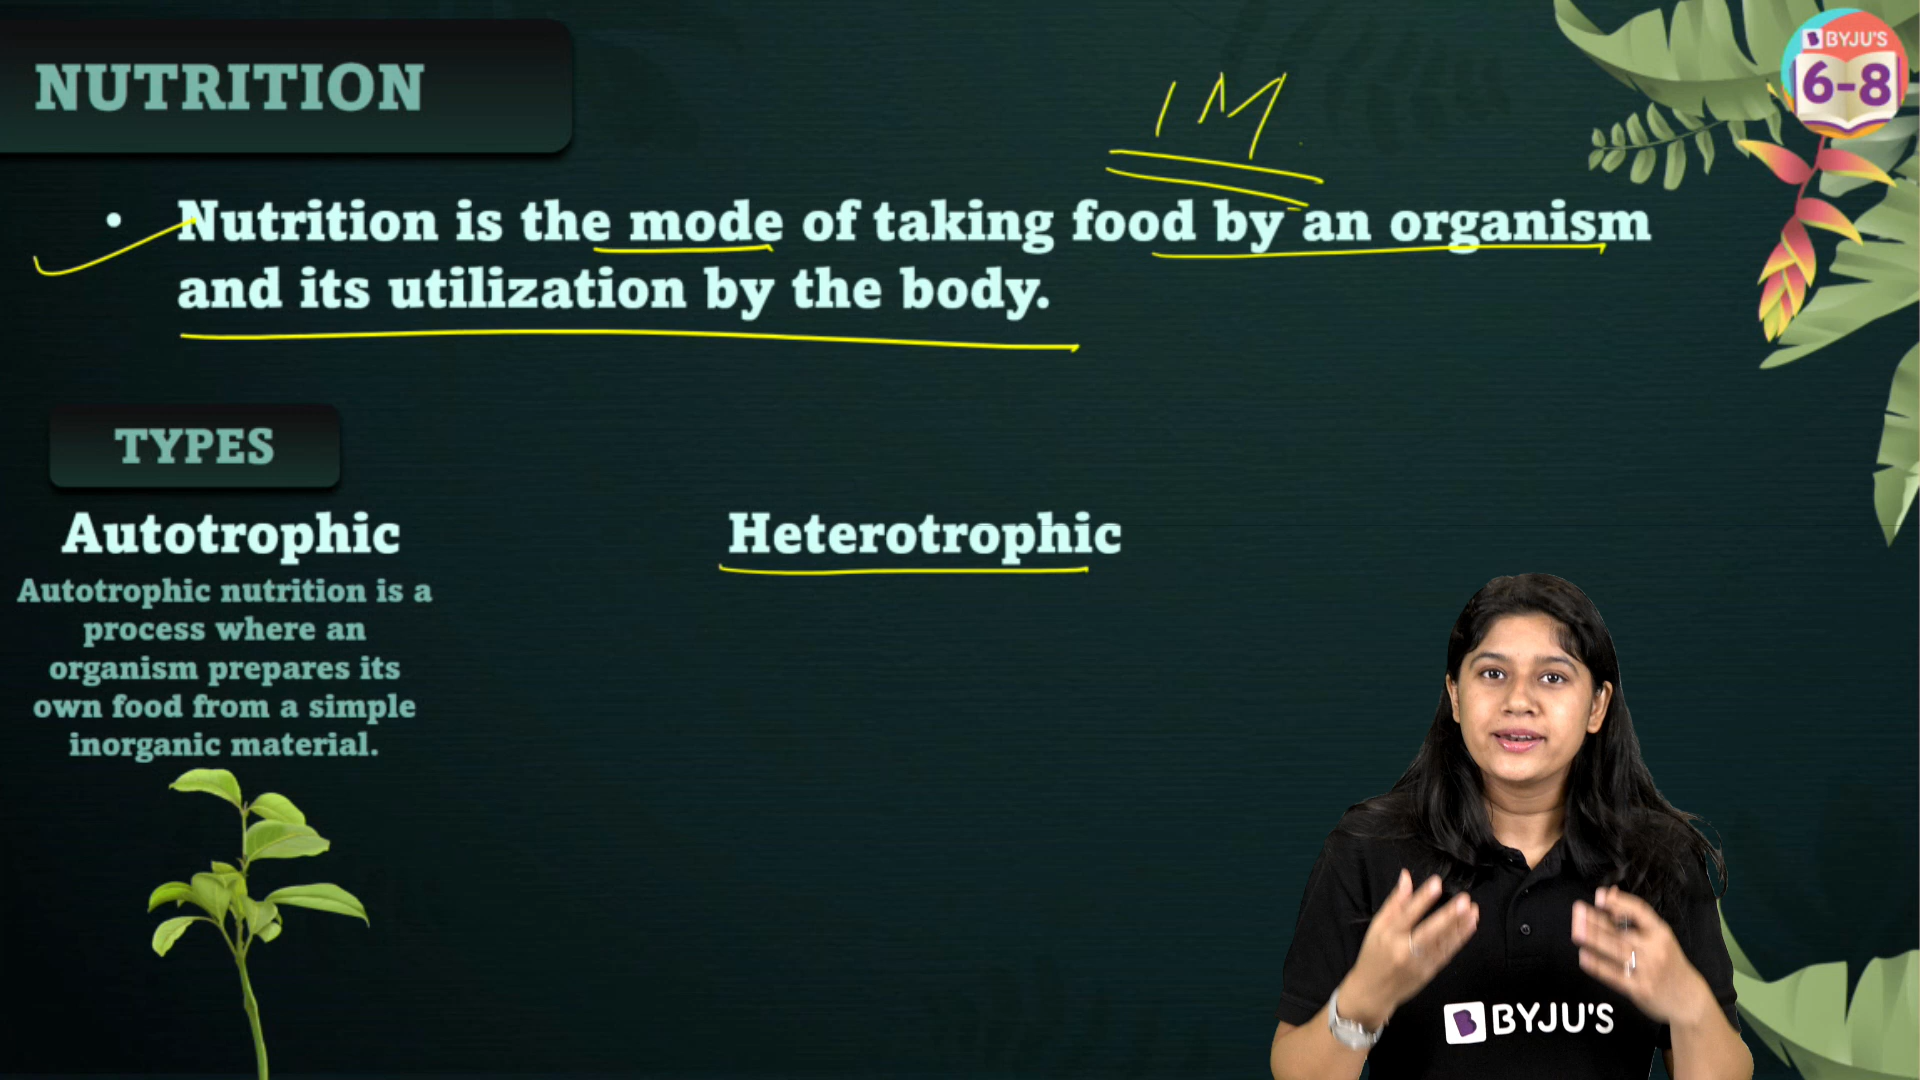 NUTRITION
1M
BYJU'S
6-8
• Nutrition is the mode of taking food by an organism
and its utilization by the body.
TYPES
Autotrophic
Autotrophic nutrition is a
process where an
organism prepares its
own food from a simple
inorganic material.
Heterotrophic
BYJU'S